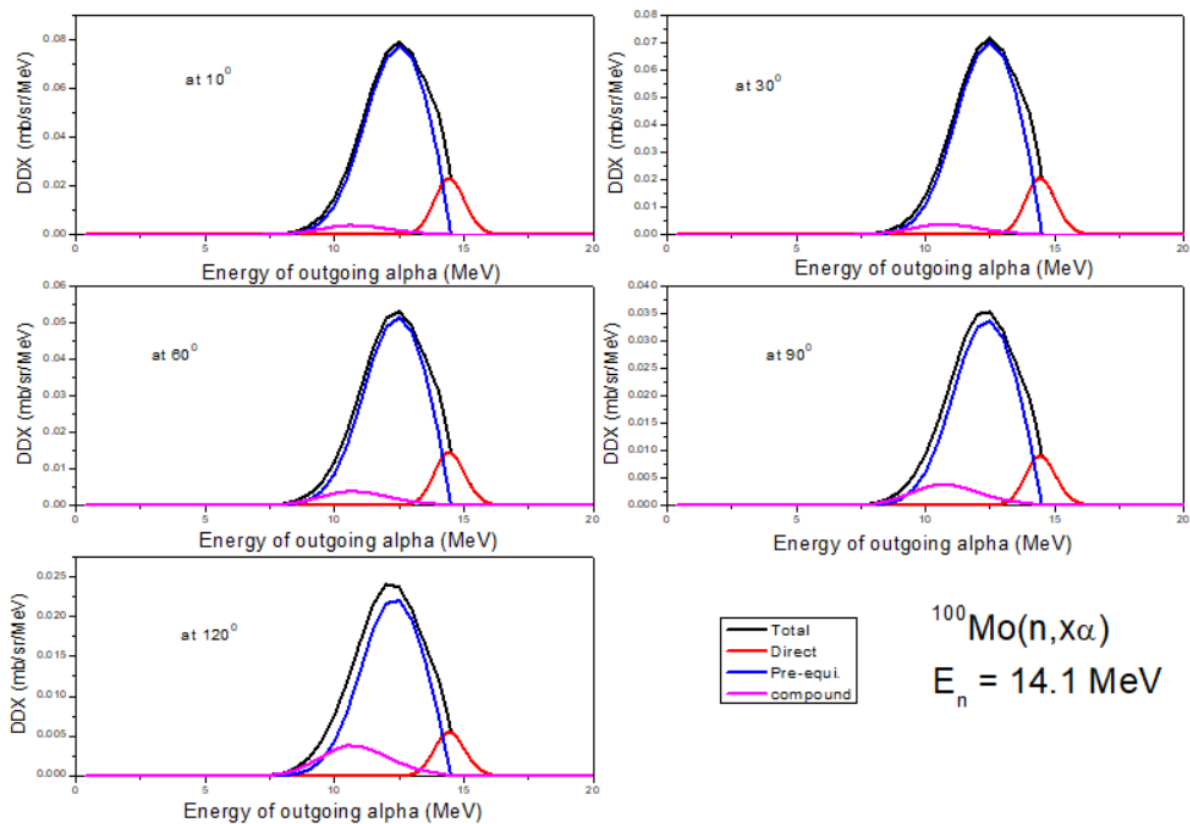 0.08
0.06
0.04
0.02
0.00
DDX (mb/sr/MeV)
at 10⁰
0 5 10 15 20
Energy of outgoing alpha (MeV)
0.08
0.07
0.06
0.05
0.04
0.03
0.02
0.01
0.00
DDX (mb/sr/MeV)
at 30⁰
0 5 10 15 20
Energy of outgoing alpha (MeV)
0.06
0.05
0.04
0.03
0.02
0.01
0.00
DDX (mb/sr/MeV)
at 60⁰
0 5 10 15 20
Energy of outgoing alpha (MeV)
0.040
0.035
0.030
0.025
0.020
0.015
0.010
0.005
0.000
DDX (mb/sr/MeV)
at 90⁰
0 5 10 15 20
Energy of outgoing alpha (MeV)
0.025
0.020
0.015
0.010
0.005
0.000
DDX (mb/sr/MeV)
at 120⁰
0 5 10 15 20
Energy of outgoing alpha (MeV)
Total
Direct
Pre-equi.
compound
¹⁰⁰Mo(n,xα)
Eₙ = 14.1 MeV